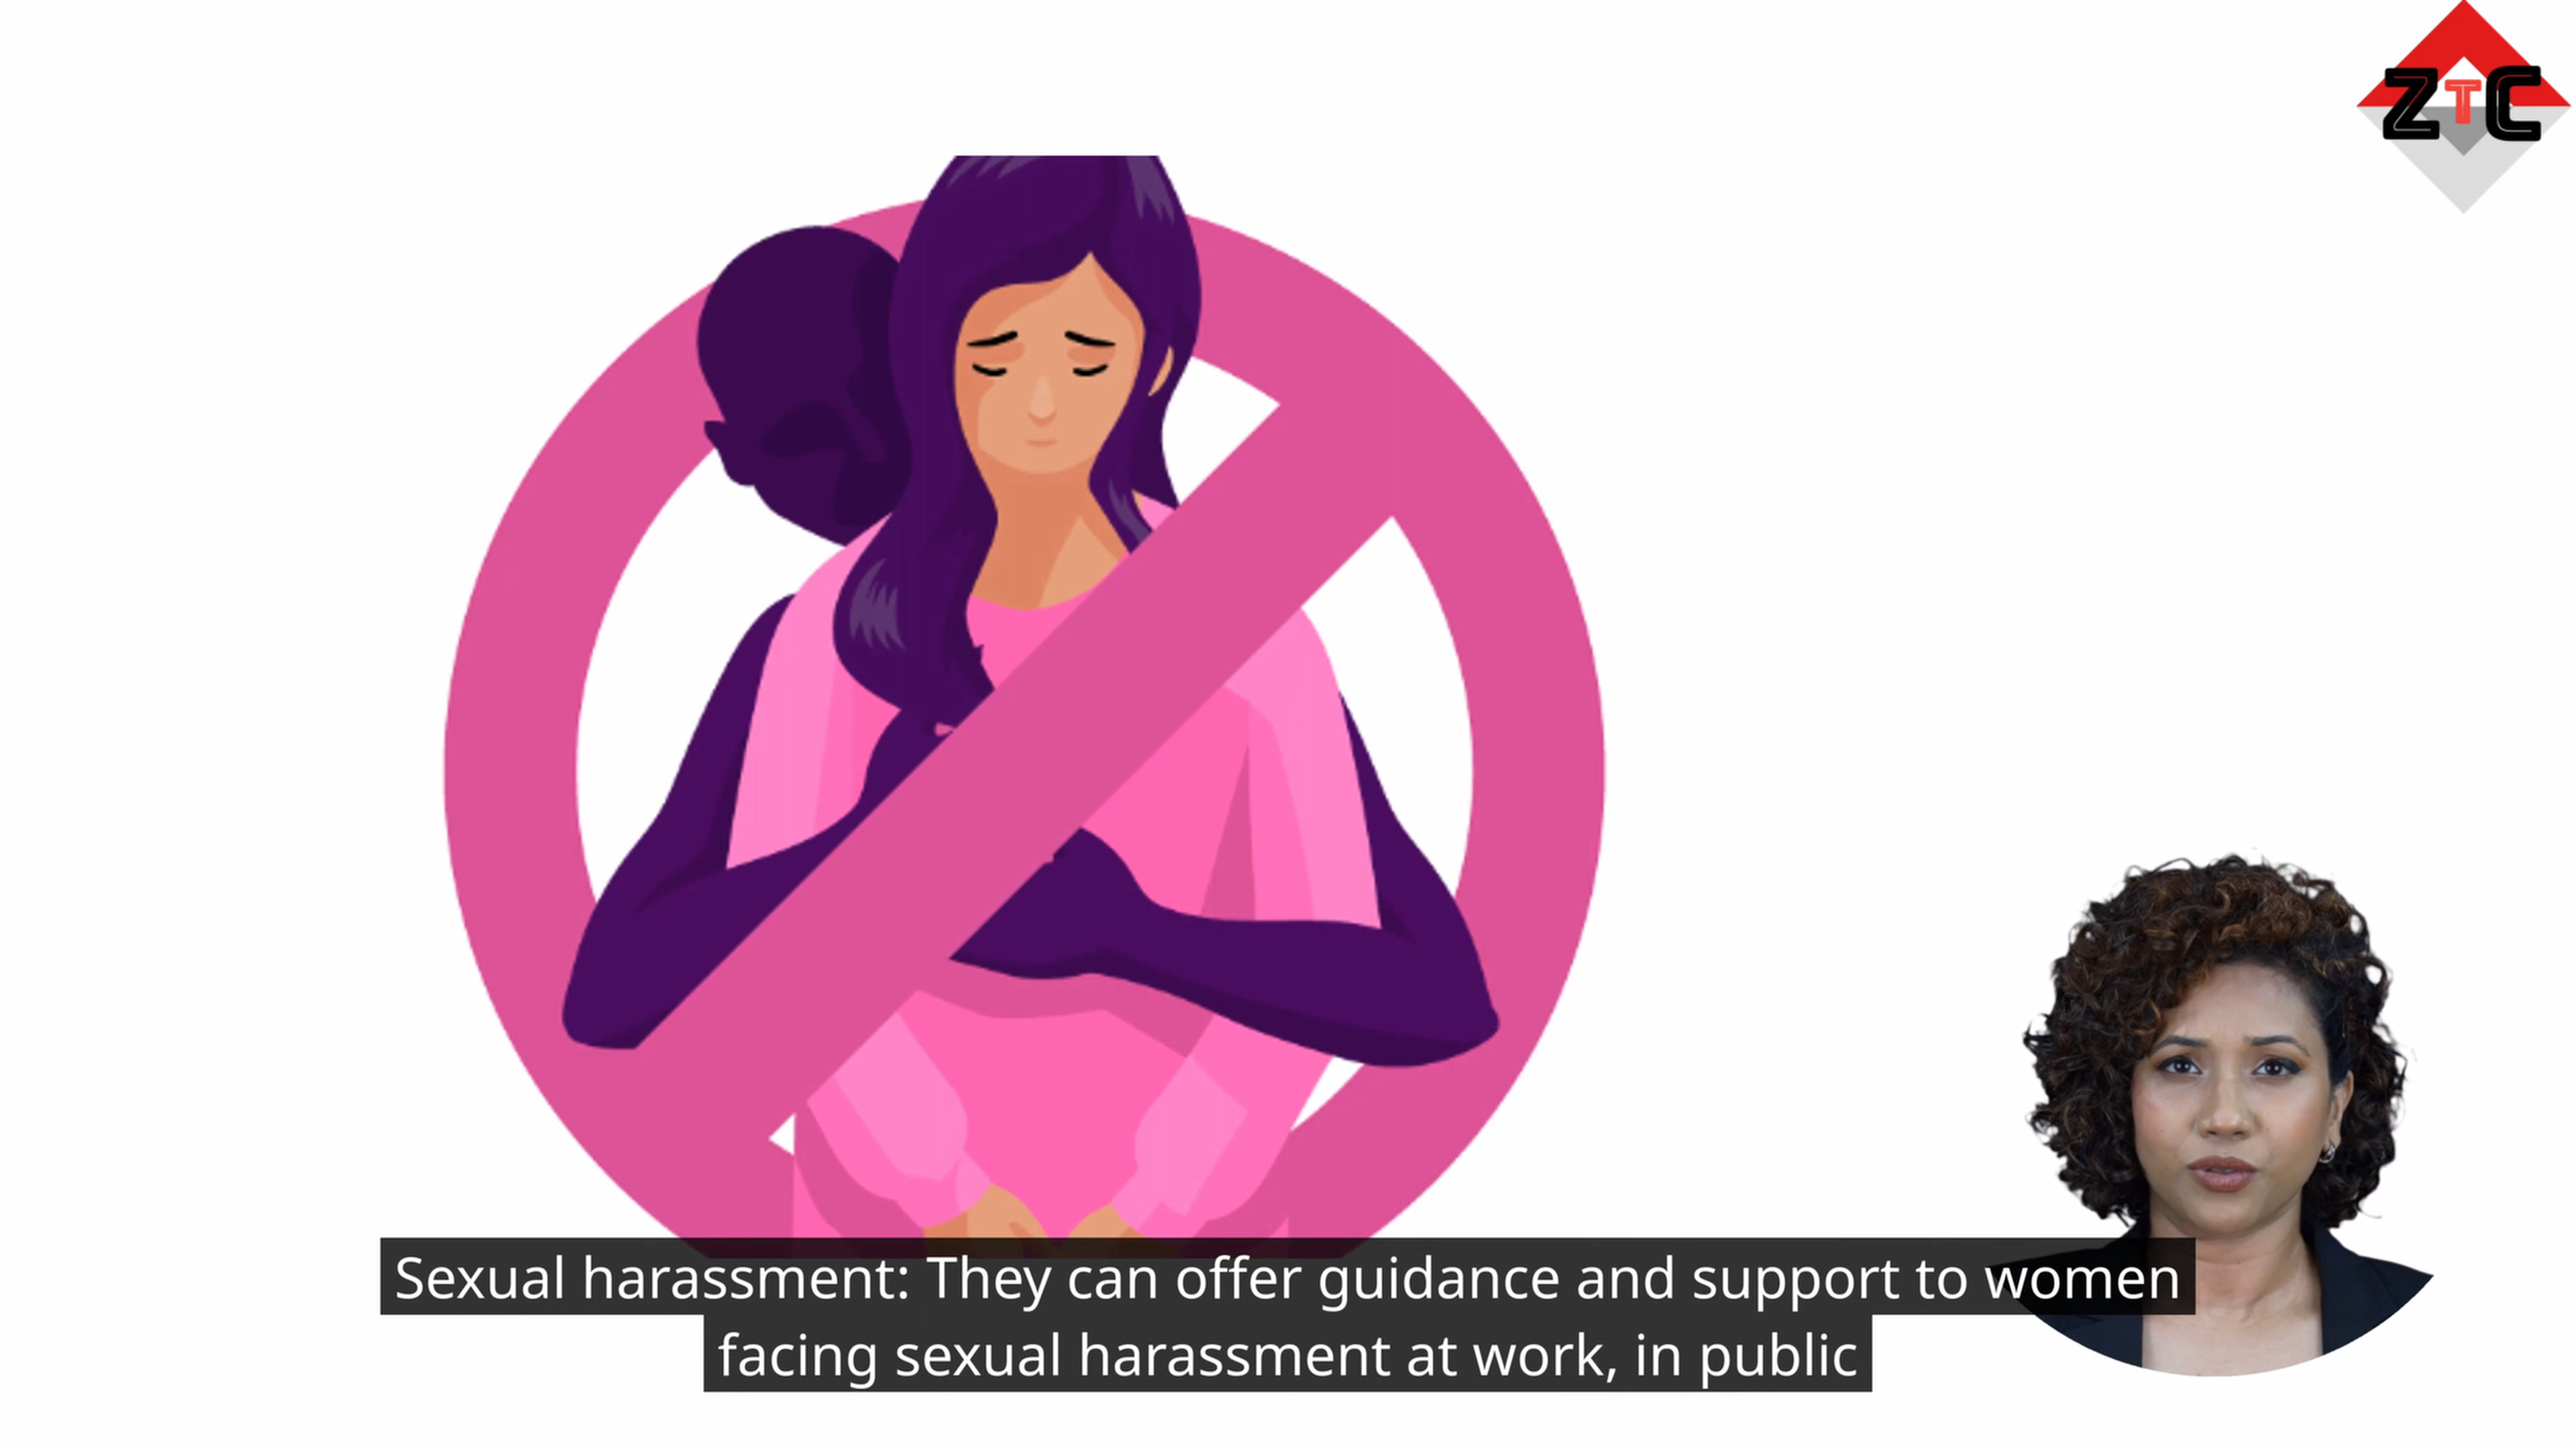 ZTC
Sexual harassment: They can offer guidance and support to women
facing sexual harassment at work, in public